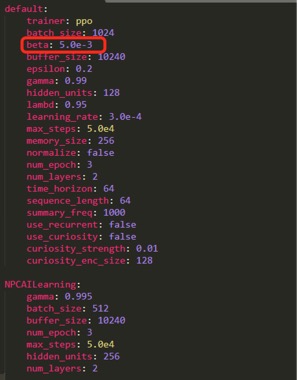 default:
trainer: ppo
batch_size: 1024
beta: 5.0e-3
buffer_size: 10240
epsilon: 0.2
gamma: 0.99
hidden_units: 128
lambd: 0.95
learning_rate: 3.0e-4
max_steps: 5.0e4
memory_size: 256
normalize: false
num_epoch: 3
num_layers: 2
time_horizon: 64
sequence_length: 64
summary_freq: 1000
use_recurrent: false
use_curiosity: false
curiosity_strength: 0.01
curiosity_enc_size: 128
NPCAILearning:
gamma: 0.995
batch_size: 512
buffer_size: 10240
num_epoch: 3
max_steps: 5.0e4
hidden_units: 256
num_layers: 2